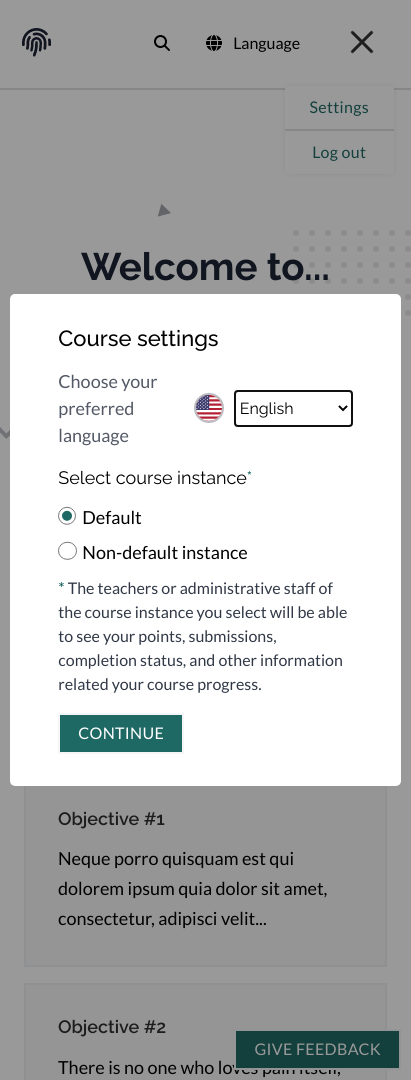 Language
Settings
Log out
Welcome to...
Course settings
Choose your
preferred
language
English
Select course instance*
Default
Non-default instance
* The teachers or administrative staff of
the course instance you select will be able
to see your points, submissions,
completion status, and other information
related your course progress.
CONTINUE
Objective #1
Neque porro quisquam est qui
dolorem ipsum quia dolor sit amet,
consectetur, adipisci velit...
Objective #2
GIVE FEEDBACK
There is no one who loves pain itself,